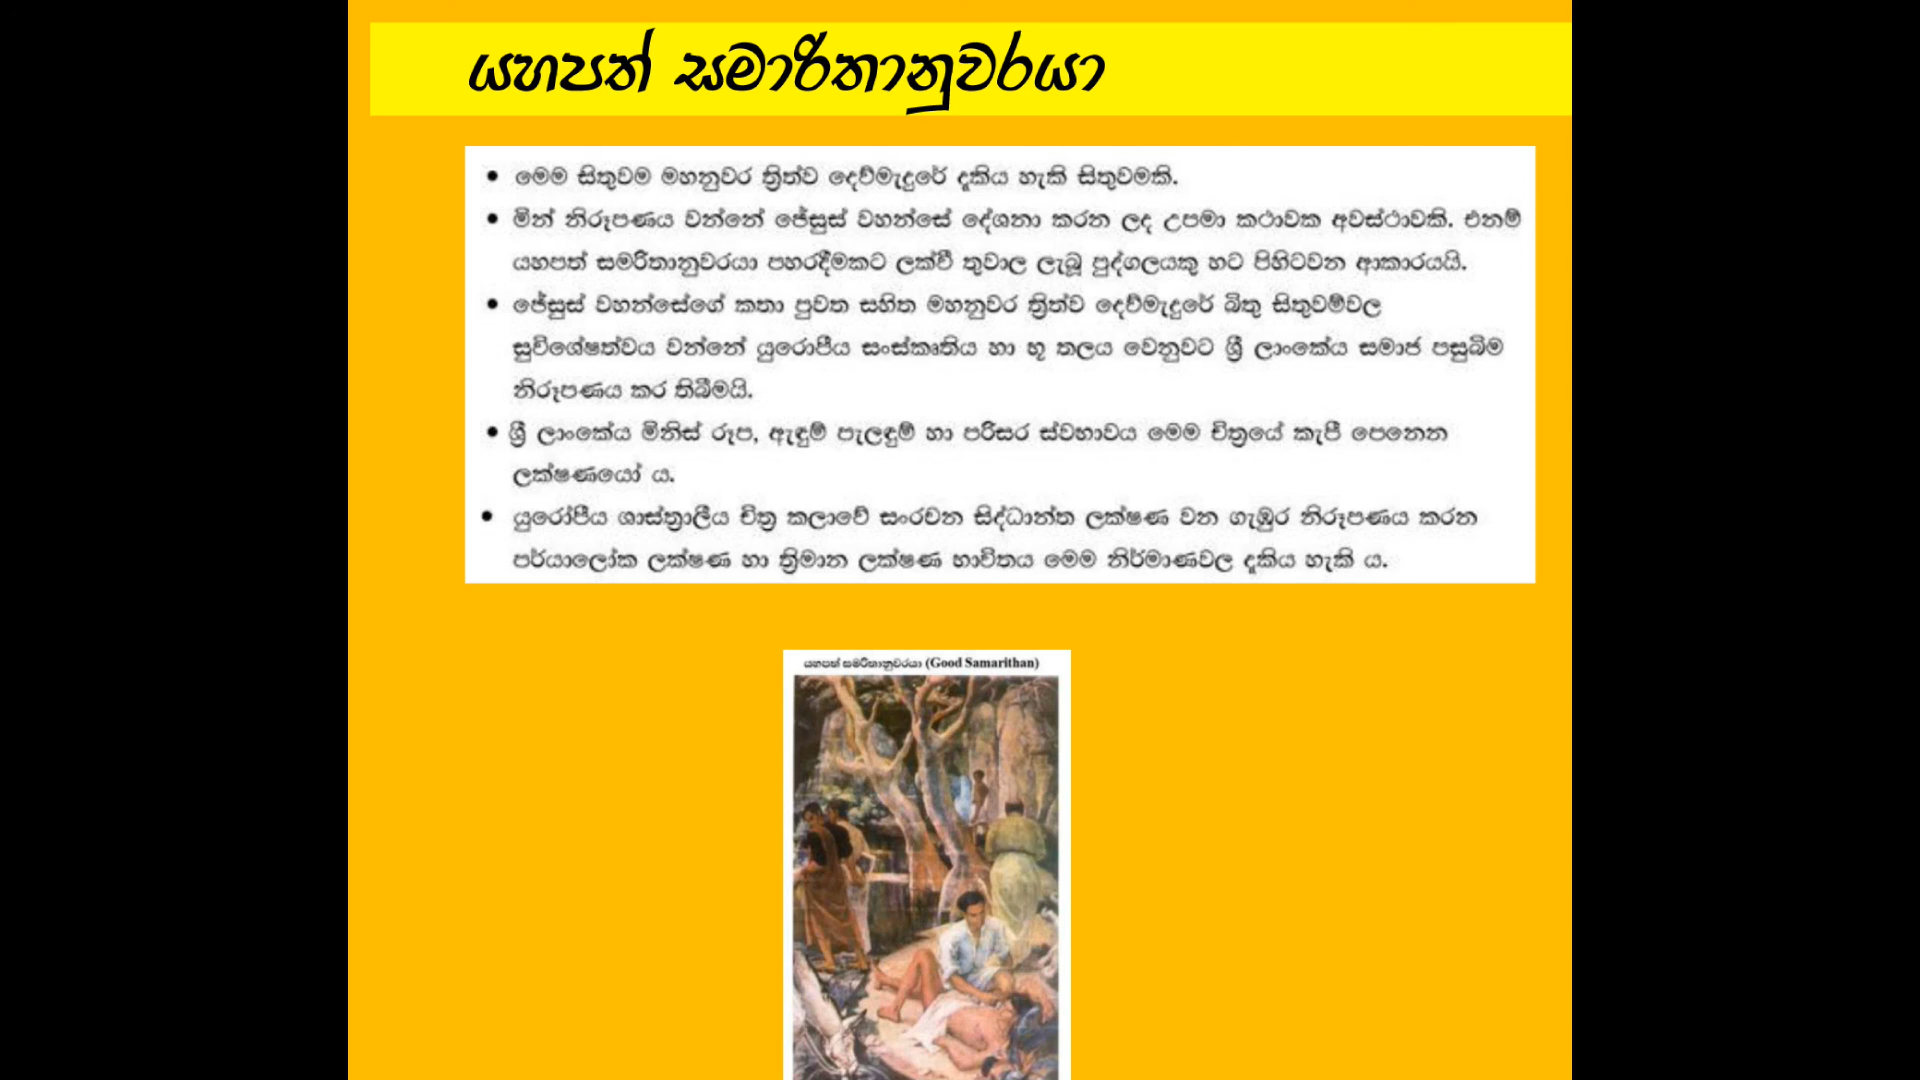 යහපත් සමාරිතානුවරයා
• මෙම සිතුවම මහනුවර ත්‍රිත්ව දෙව්මැදුරේ දැකිය හැකි සිතුවමකි.
• මින් නිරූපණය වන්නේ ජේසුස් වහන්සේ දේශනා කරන ලද උපමා කථාවක අවස්ථාවකි. එනම්
යහපත් සමරිතානුවරයා පහරදීමකට ලක්වී තුවාල ලැබූ පුද්ගලයකු හට පිහිටවන ආකාරයයි.
• ජේසුස් වහන්සේගේ කතා පුවත සහිත මහනුවර ත්‍රිත්ව දෙව්මැදුරේ බිතු සිතුවම්වල
සුවිශේෂත්වය වන්නේ යුරොපීය සංස්කෘතිය හා භූ තලය වෙනුවට ශ්‍රී ලාංකේය සමාජ පසුබිම
නිරූපණය කර තිබීමයි.
• ශ්‍රී ලාංකේය මිනිස් රූප, ඇඳුම් පැලඳුම් හා පරිසර ස්වභාවය මෙම චිත්‍රයේ කැපී පෙනෙන
ලක්ෂණයෝ ය.
• යුරෝපීය ශාස්ත්‍රාලීය චිත්‍ර කලාවේ සංරචන සිද්ධාන්ත ලක්ෂණ වන ගැඹුර නිරූපණය කරන
පර්යාලෝක ලක්ෂණ හා ත්‍රිමාන ලක්ෂණ භාවිතය මෙම නිර්මාණවල දැකිය හැකි ය.
යහපත් සමරිතානුවරයා (Good Samarithan)